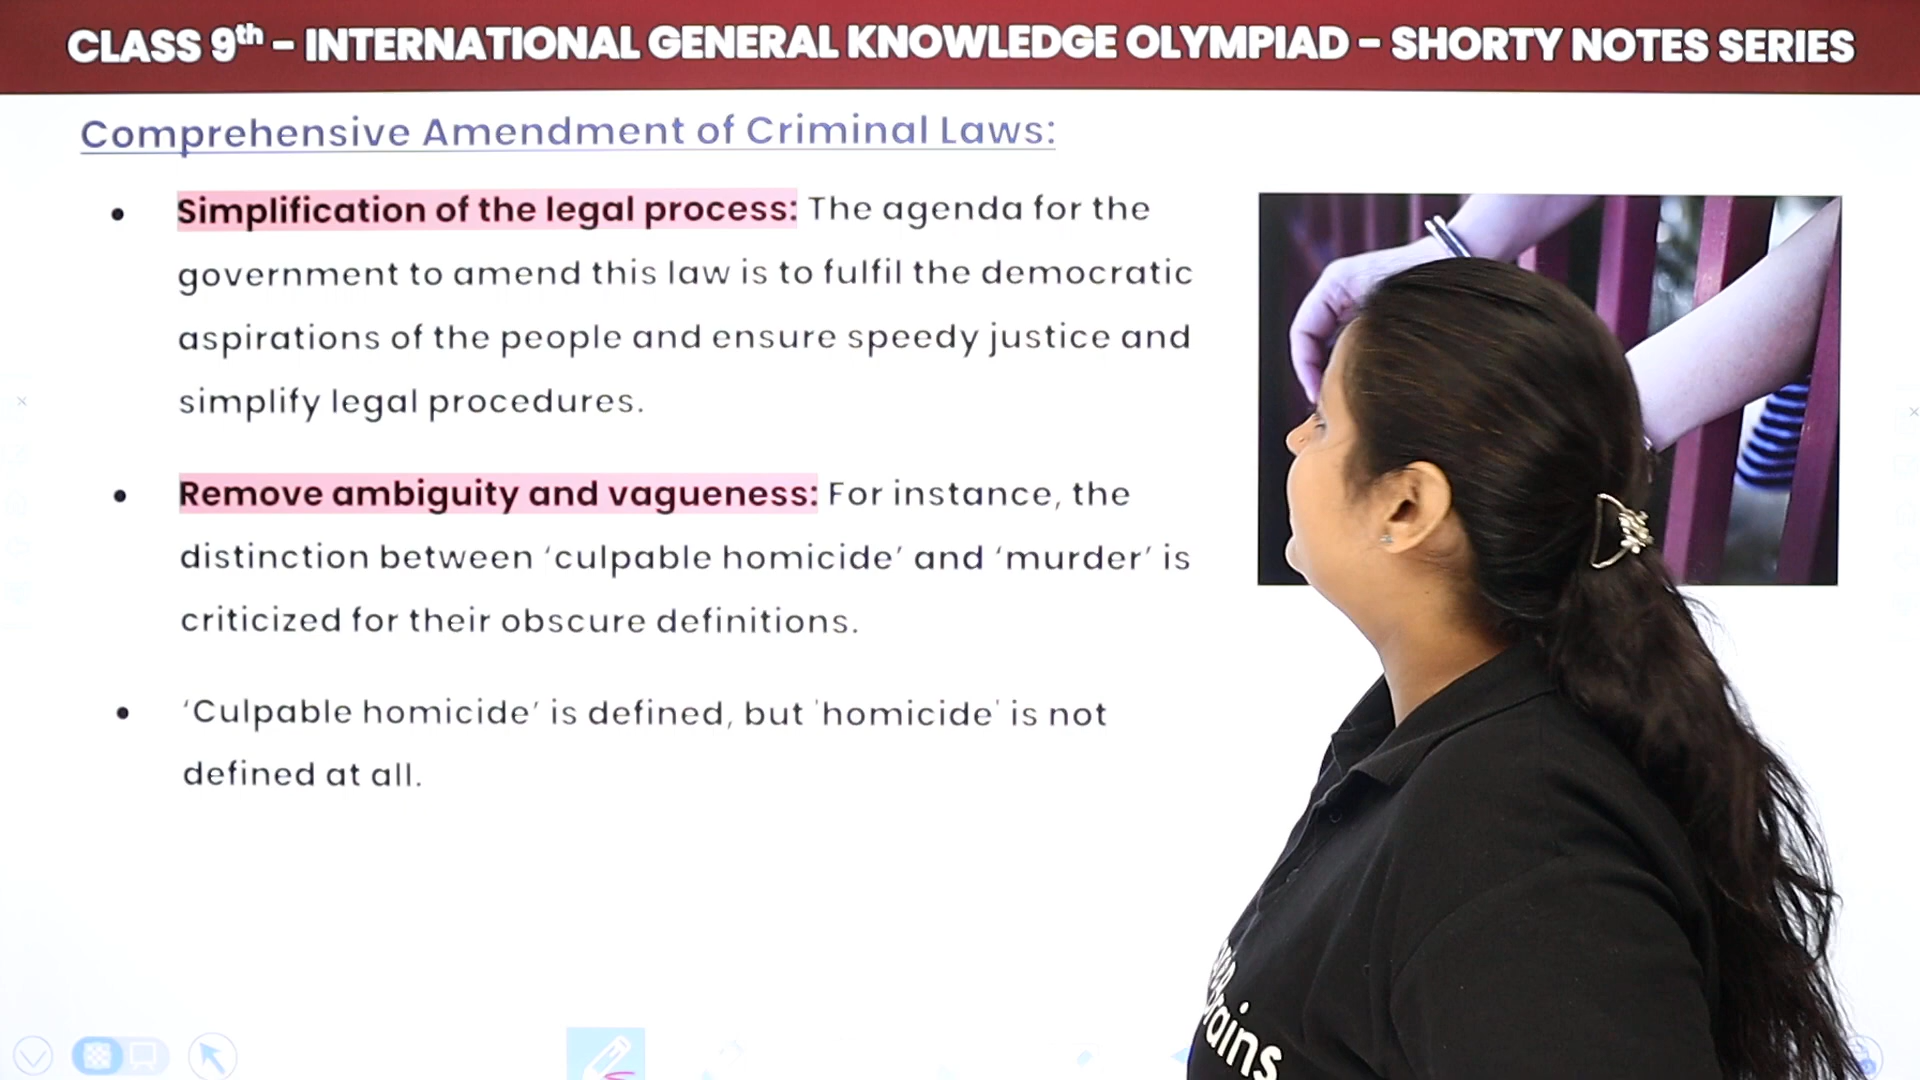 CLASS 9th – INTERNATIONAL GENERAL KNOWLEDGE OLYMPIAD – SHORTY NOTES SERIES
Comprehensive Amendment of Criminal Laws:
• Simplification of the legal process: The agenda for the
government to amend this law is to fulfil the democratic
aspirations of the people and ensure speedy justice and
simplify legal procedures.
• Remove ambiguity and vagueness: For instance, the
distinction between ‘culpable homicide’ and ‘murder’ is
criticized for their obscure definitions.
• ‘Culpable homicide’ is defined, but 'homicide' is not
defined at all.